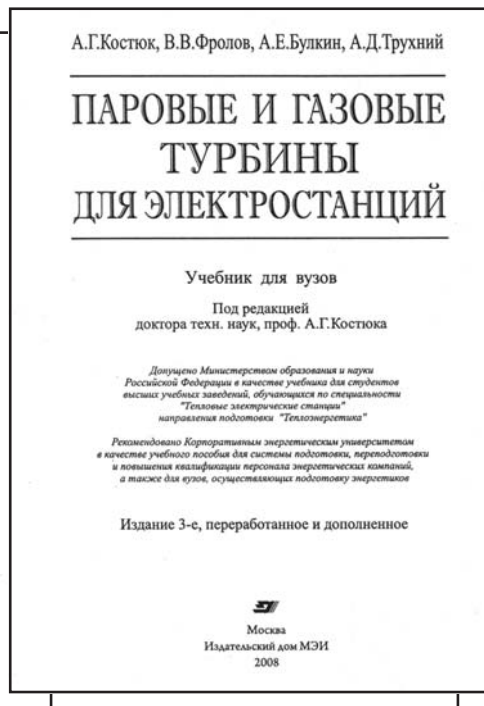 А.Г.Костюк, В.В.Фролов, А.Е.Булкин, А.Д.Трухний
ПАРОВЫЕ И ГАЗОВЫЕ
ТУРБИНЫ
ДЛЯ ЭЛЕКТРОСТАНЦИЙ
Учебник для вузов
Под редакцией
доктора техн. наук, проф. А.Г.Костюка
Допущено Министерством образования и науки
Российской Федерации в качестве учебника для студентов
высших учебных заведений, обучающихся по специальности
"Тепловые электрические станции"
направления подготовки "Теплоэнергетика"
Рекомендовано Корпоративным энергетическим университетом
в качестве учебного пособия для системы подготовки, переподготовки
и повышения квалификации персонала энергетических компаний,
а также для вузов, осуществляющих подготовку энергетиков
Издание 3-е, переработанное и дополненное
Москва
Издательский дом МЭИ
2008